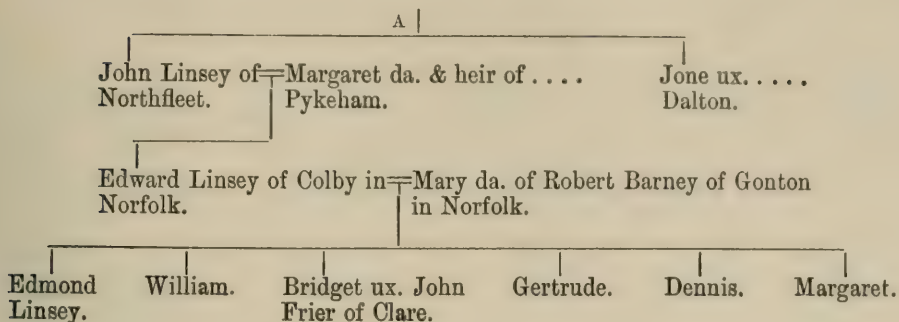 A
John Linsey of=Margaret da. & heir of . . . . Jone ux. . . . .
Northfleet. Pykeham. Dalton.
Edward Linsey of Colby in=Mary da. of Robert Barney of Gonton
Norfolk. in Norfolk.
Edmond William. Bridget ux. John Gertrude. Dennis. Margaret.
Linsey. Frier of Clare.